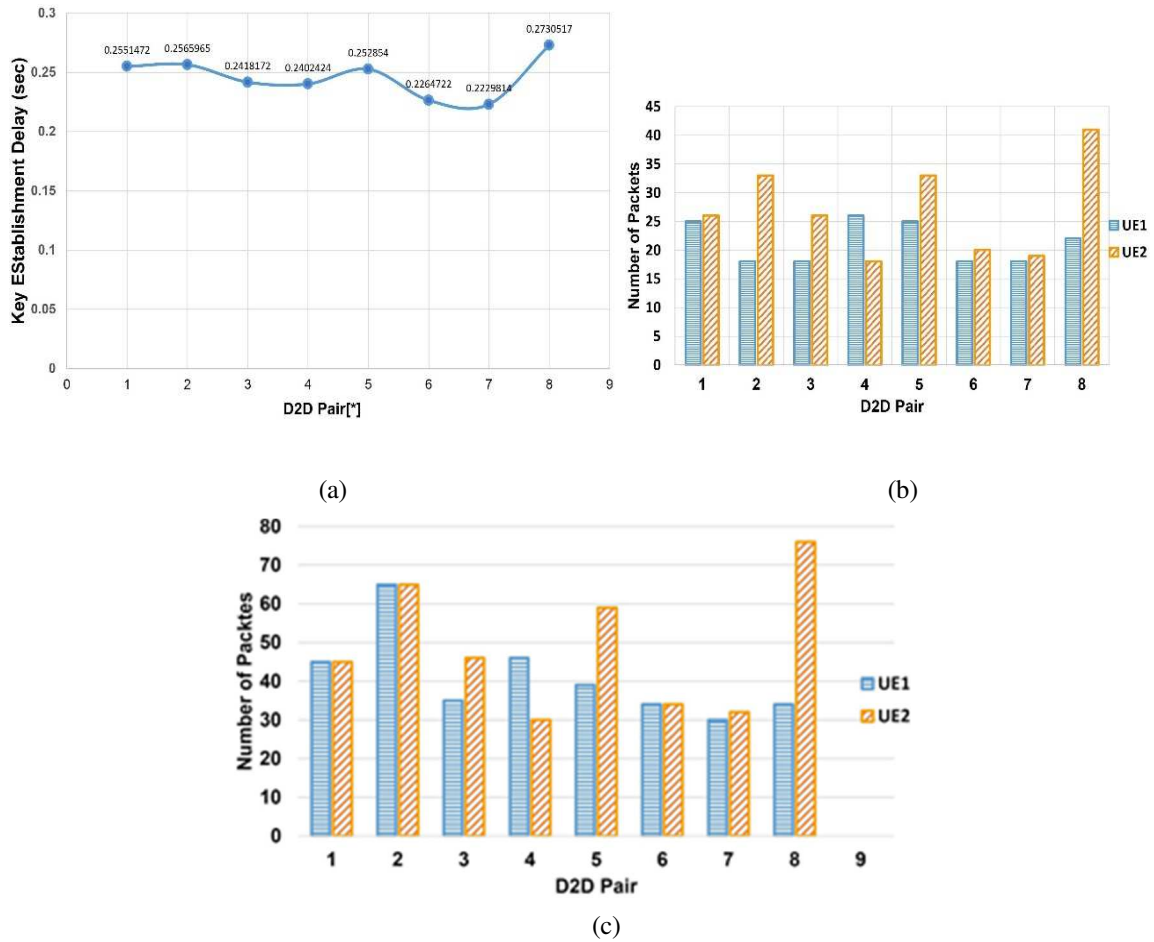 0.3
0.25
0.2
0.15
0.1
0.05
0
Key EStablishment Delay (sec)
0.2551472
0.2565965
0.2418172
0.2402424
0.252854
0.2264722
0.2229814
0.2730517
0 1 2 3 4 5 6 7 8 9
D2D Pair[*]
(a)
45
40
35
30
25
20
15
10
5
0
Number of Packets
1 2 3 4 5 6 7 8
D2D Pair
UE1
UE2
(b)
80
70
60
50
40
30
20
10
0
Number of Packtes
1 2 3 4 5 6 7 8 9
D2D Pair
UE1
UE2
(c)